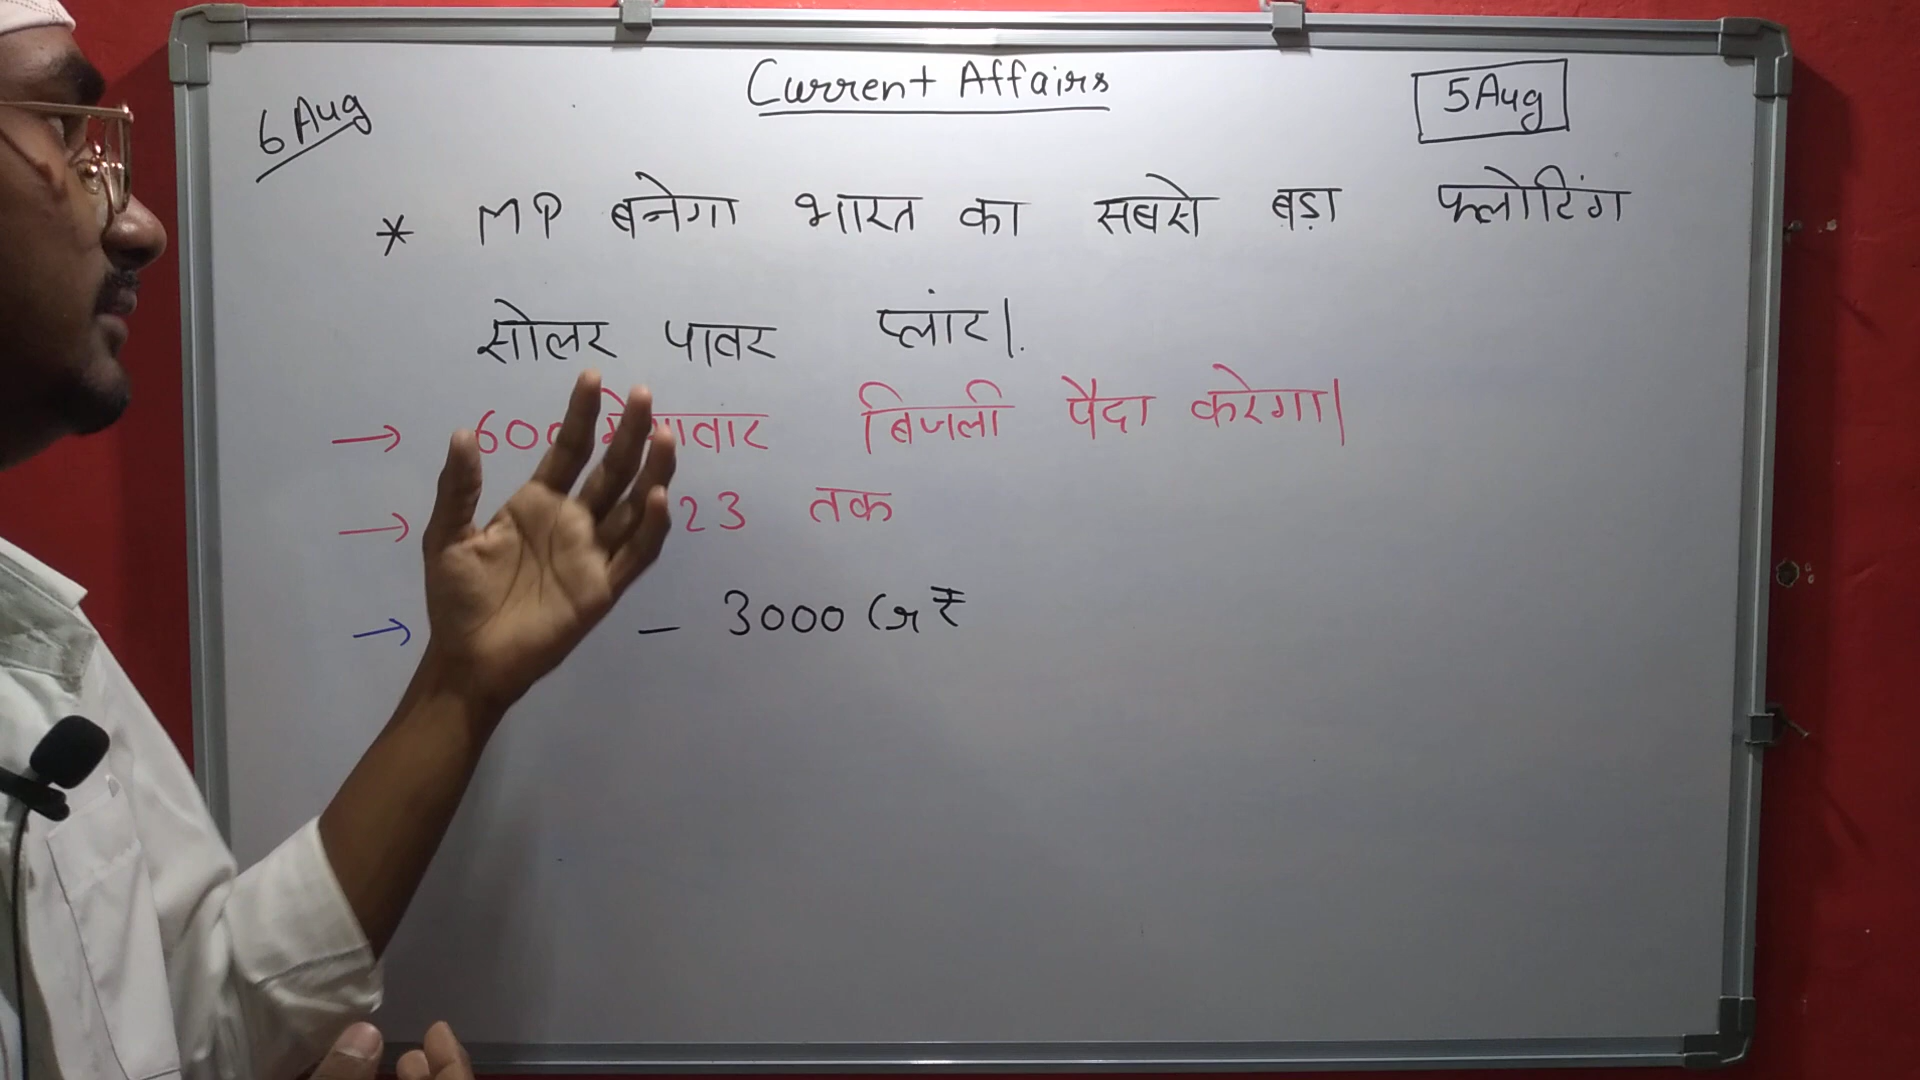 6 Aug
Current Affairs
5 Aug
* MP बनेगा भारत का सबसे बड़ा फ्लोटिंग
सोलर पावर प्लांट।
→ बिजली पैदा करेगा।
→ 23 तक
→ - 3000 Cr ₹